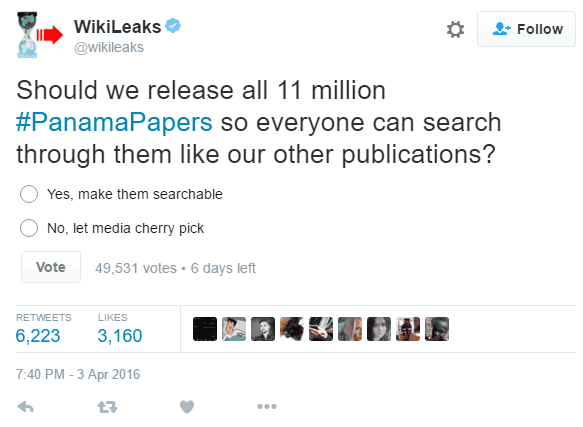 WikiLeaks
@wikileaks
Follow
Should we release all 11 million
#PanamaPapers so everyone can search
through them like our other publications?
Yes, make them searchable
No, let media cherry pick
Vote 49,531 votes • 6 days left
RETWEETS LIKES
6,223 3,160
7:40 PM - 3 Apr 2016